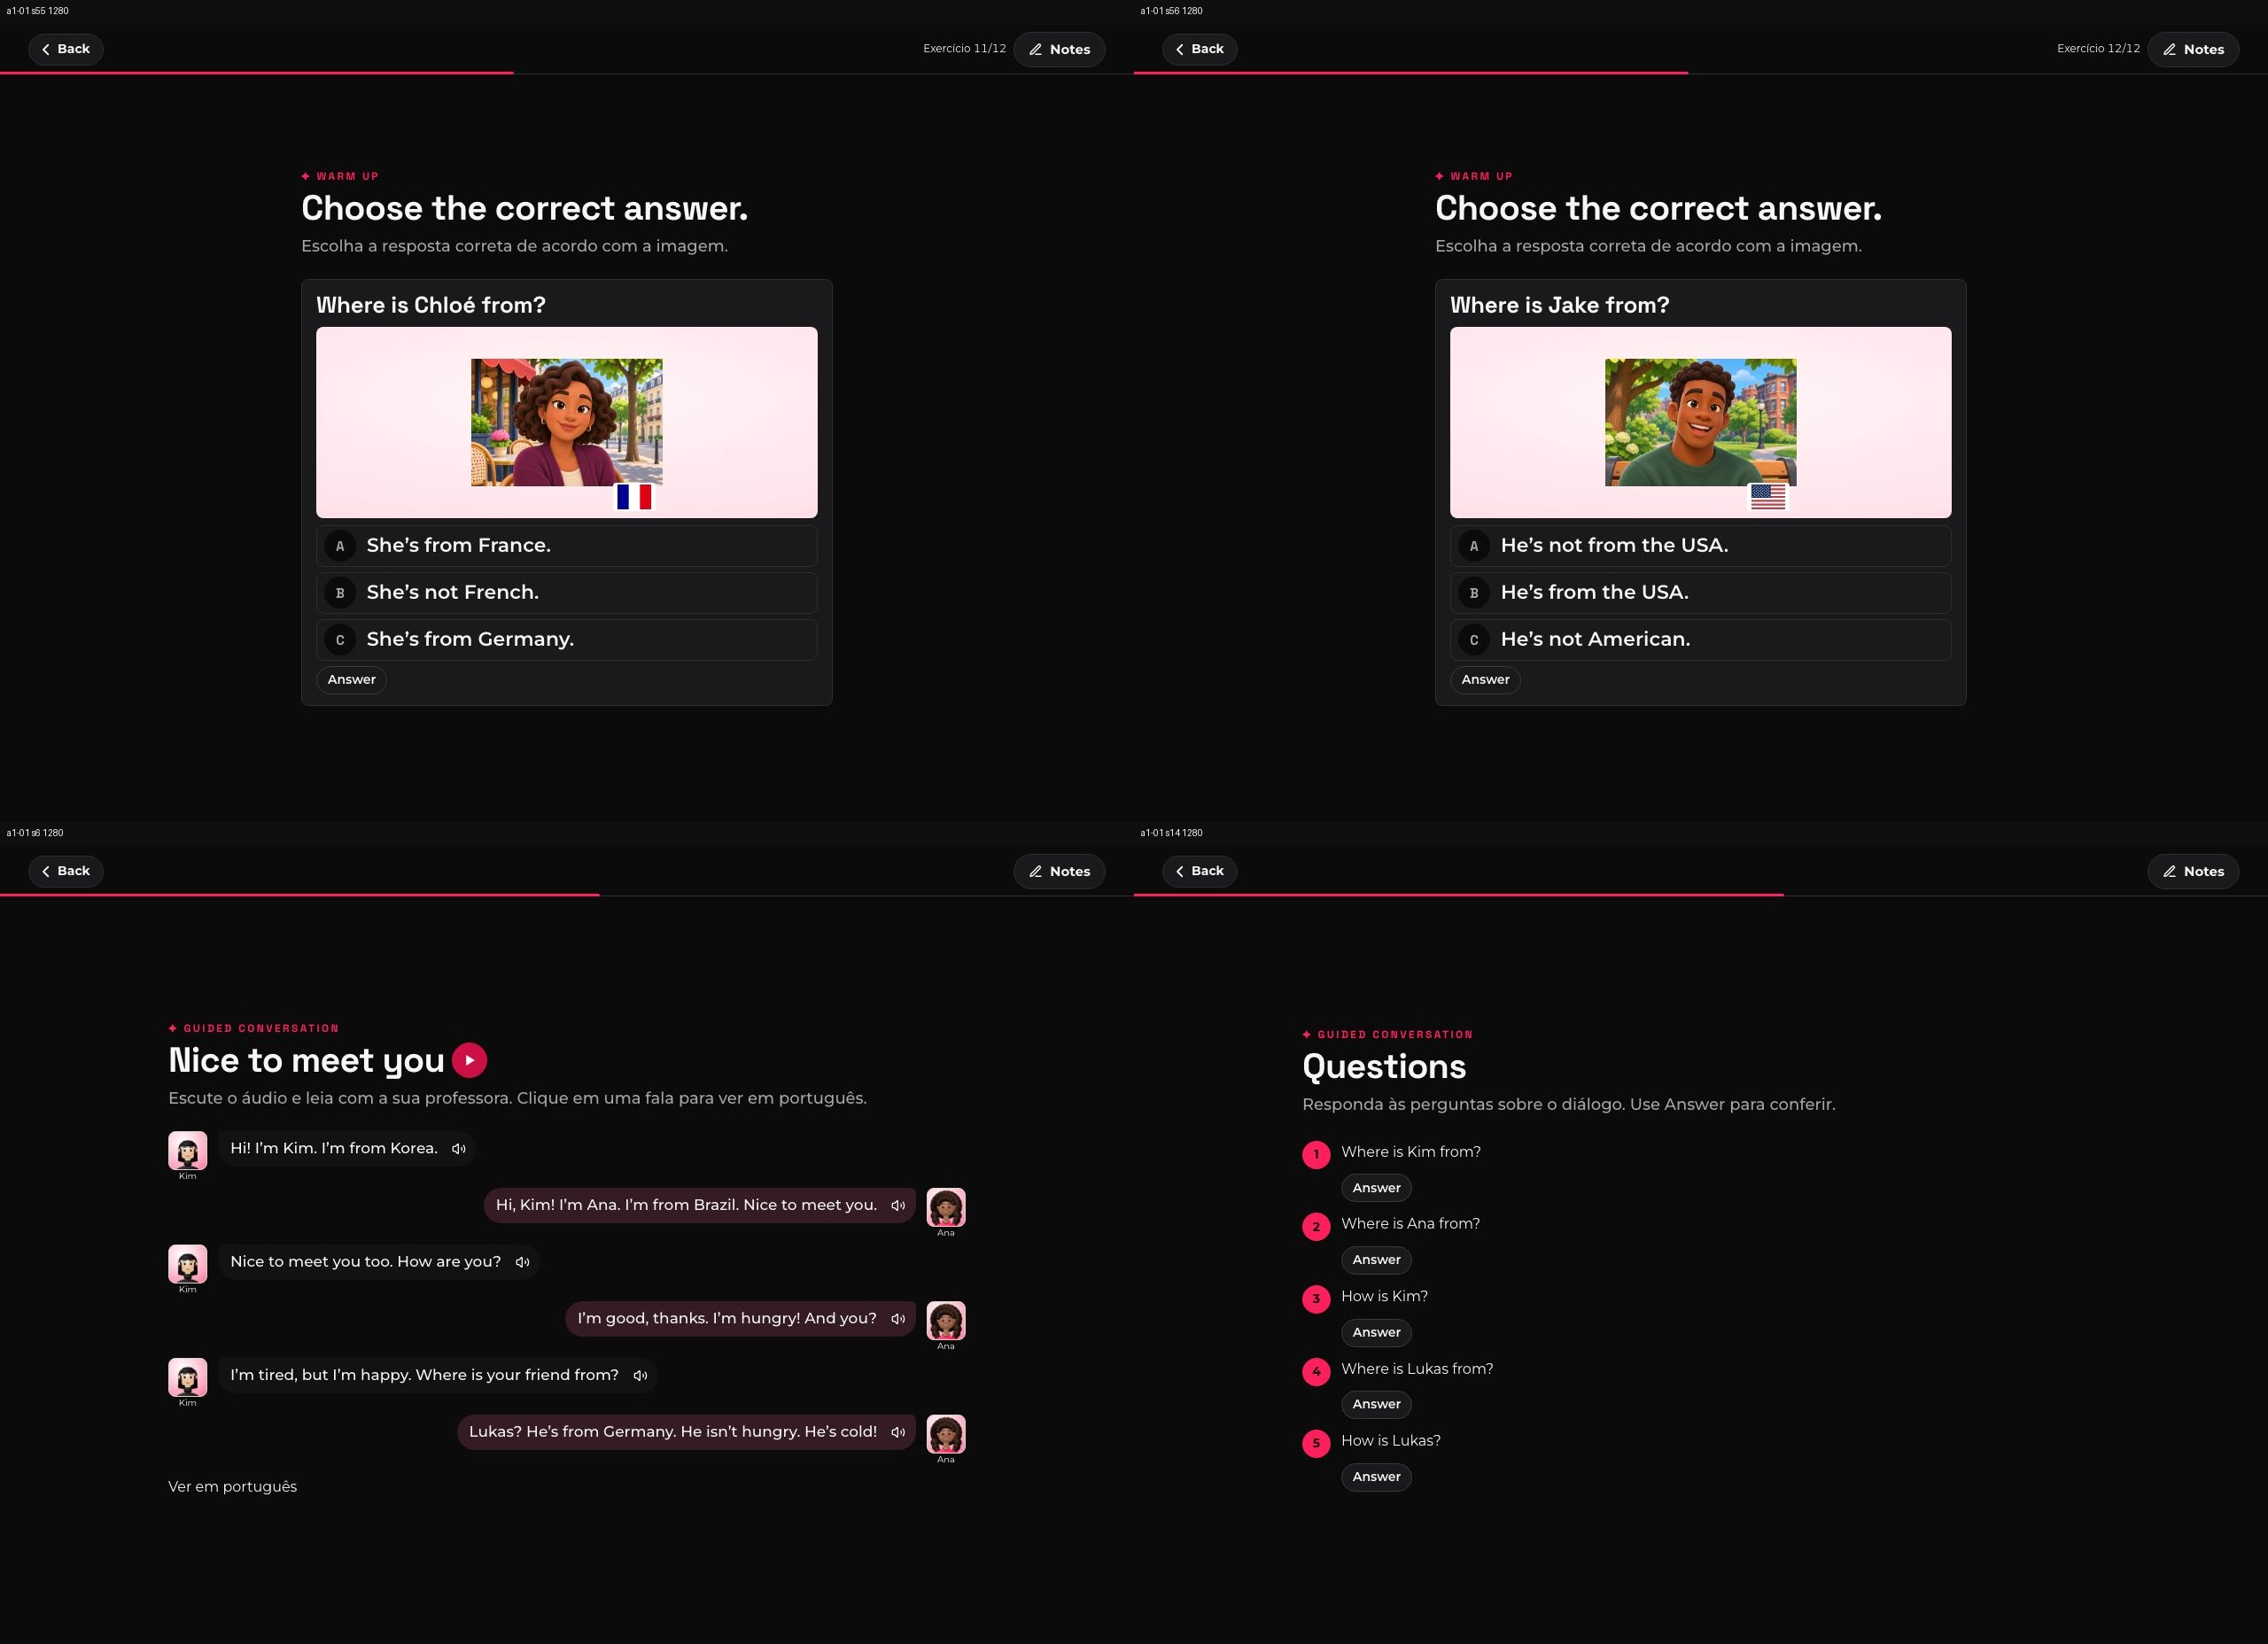 a1-01 s55 1280
Back
Exercício 11/12
Notes
WARM UP
Choose the correct answer.
Escolha a resposta correta de acordo com a imagem.
Where is Chloé from?
A She’s from France.
B She’s not French.
C She’s from Germany.
Answer
a1-01 s56 1280
Back
Exercício 12/12
Notes
WARM UP
Choose the correct answer.
Escolha a resposta correta de acordo com a imagem.
Where is Jake from?
A He’s not from the USA.
B He’s from the USA.
C He’s not American.
Answer
a1-01 s6 1280
Back
Notes
GUIDED CONVERSATION
Nice to meet you
Escute o áudio e leia com a sua professora. Clique em uma fala para ver em português.
Hi! I’m Kim. I’m from Korea.
Kim
Hi, Kim! I’m Ana. I’m from Brazil. Nice to meet you.
Ana
Nice to meet you too. How are you?
Kim
I’m good, thanks. I’m hungry! And you?
Ana
I’m tired, but I’m happy. Where is your friend from?
Kim
Lukas? He’s from Germany. He isn’t hungry. He’s cold!
Ana
Ver em português
a1-01 s14 1280
Back
Notes
GUIDED CONVERSATION
Questions
Responda às perguntas sobre o diálogo. Use Answer para conferir.
1 Where is Kim from?
Answer
2 Where is Ana from?
Answer
3 How is Kim?
Answer
4 Where is Lukas from?
Answer
5 How is Lukas?
Answer